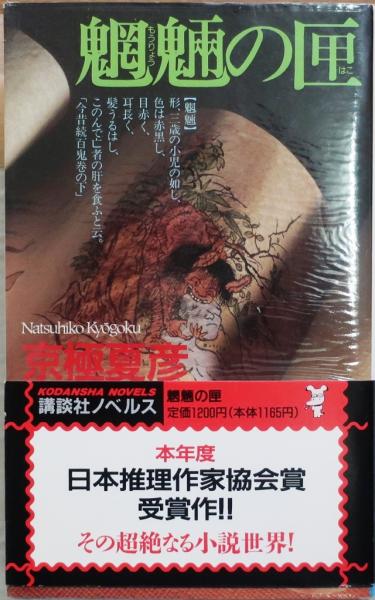 魍魎の匣
もうりょう
はこ
【魍魎】
形、三歳の小児の如し、
色は赤黒し、
目赤く、
耳長く、
髪うるはし、
このんで亡者の肝を食ふと云。
「今昔続百鬼巻の下」
Natsuhiko Kyōgoku
京極夏彦
KODANSHA NOVELS
講談社ノベルス
魍魎の匣
定価1200円（本体1165円）
本年度
日本推理作家協会賞
受賞作!!
その超絶なる小説世界！